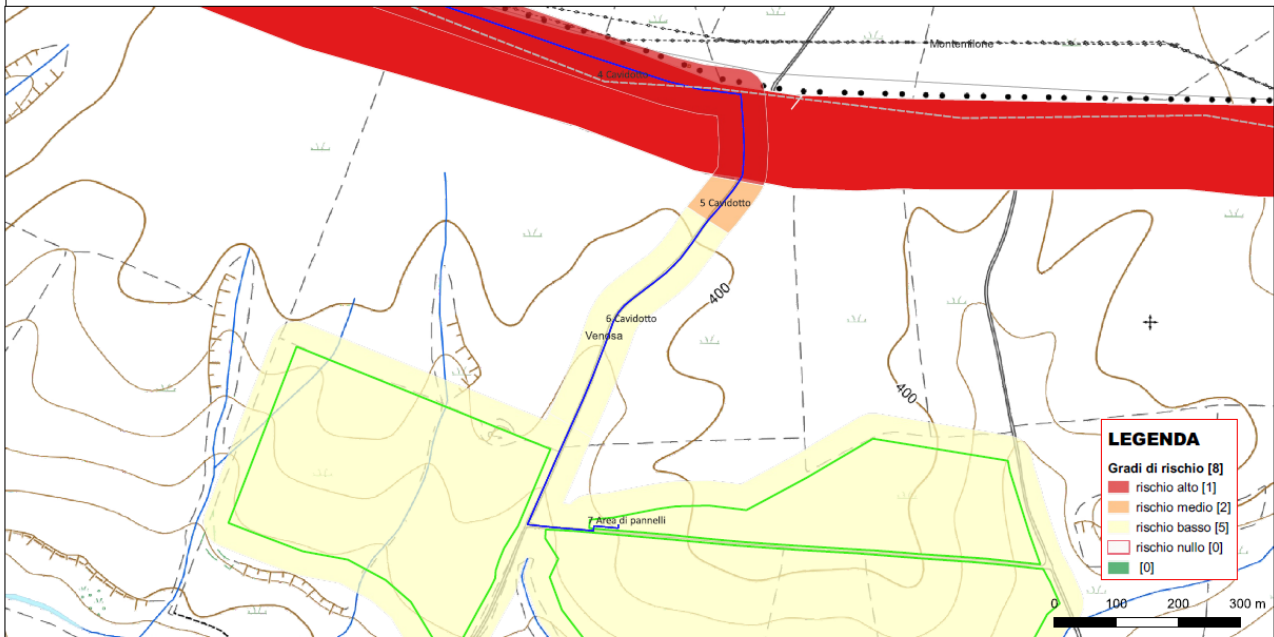 Montemilone
4 Cavidotto
5 Cavidotto
400
6 Cavidotto
Venosa
400
7 Area di pannelli
LEGENDA
Gradi di rischio [8]
rischio alto [1]
rischio medio [2]
rischio basso [5]
rischio nullo [0]
[0]
0 100 200 300 m